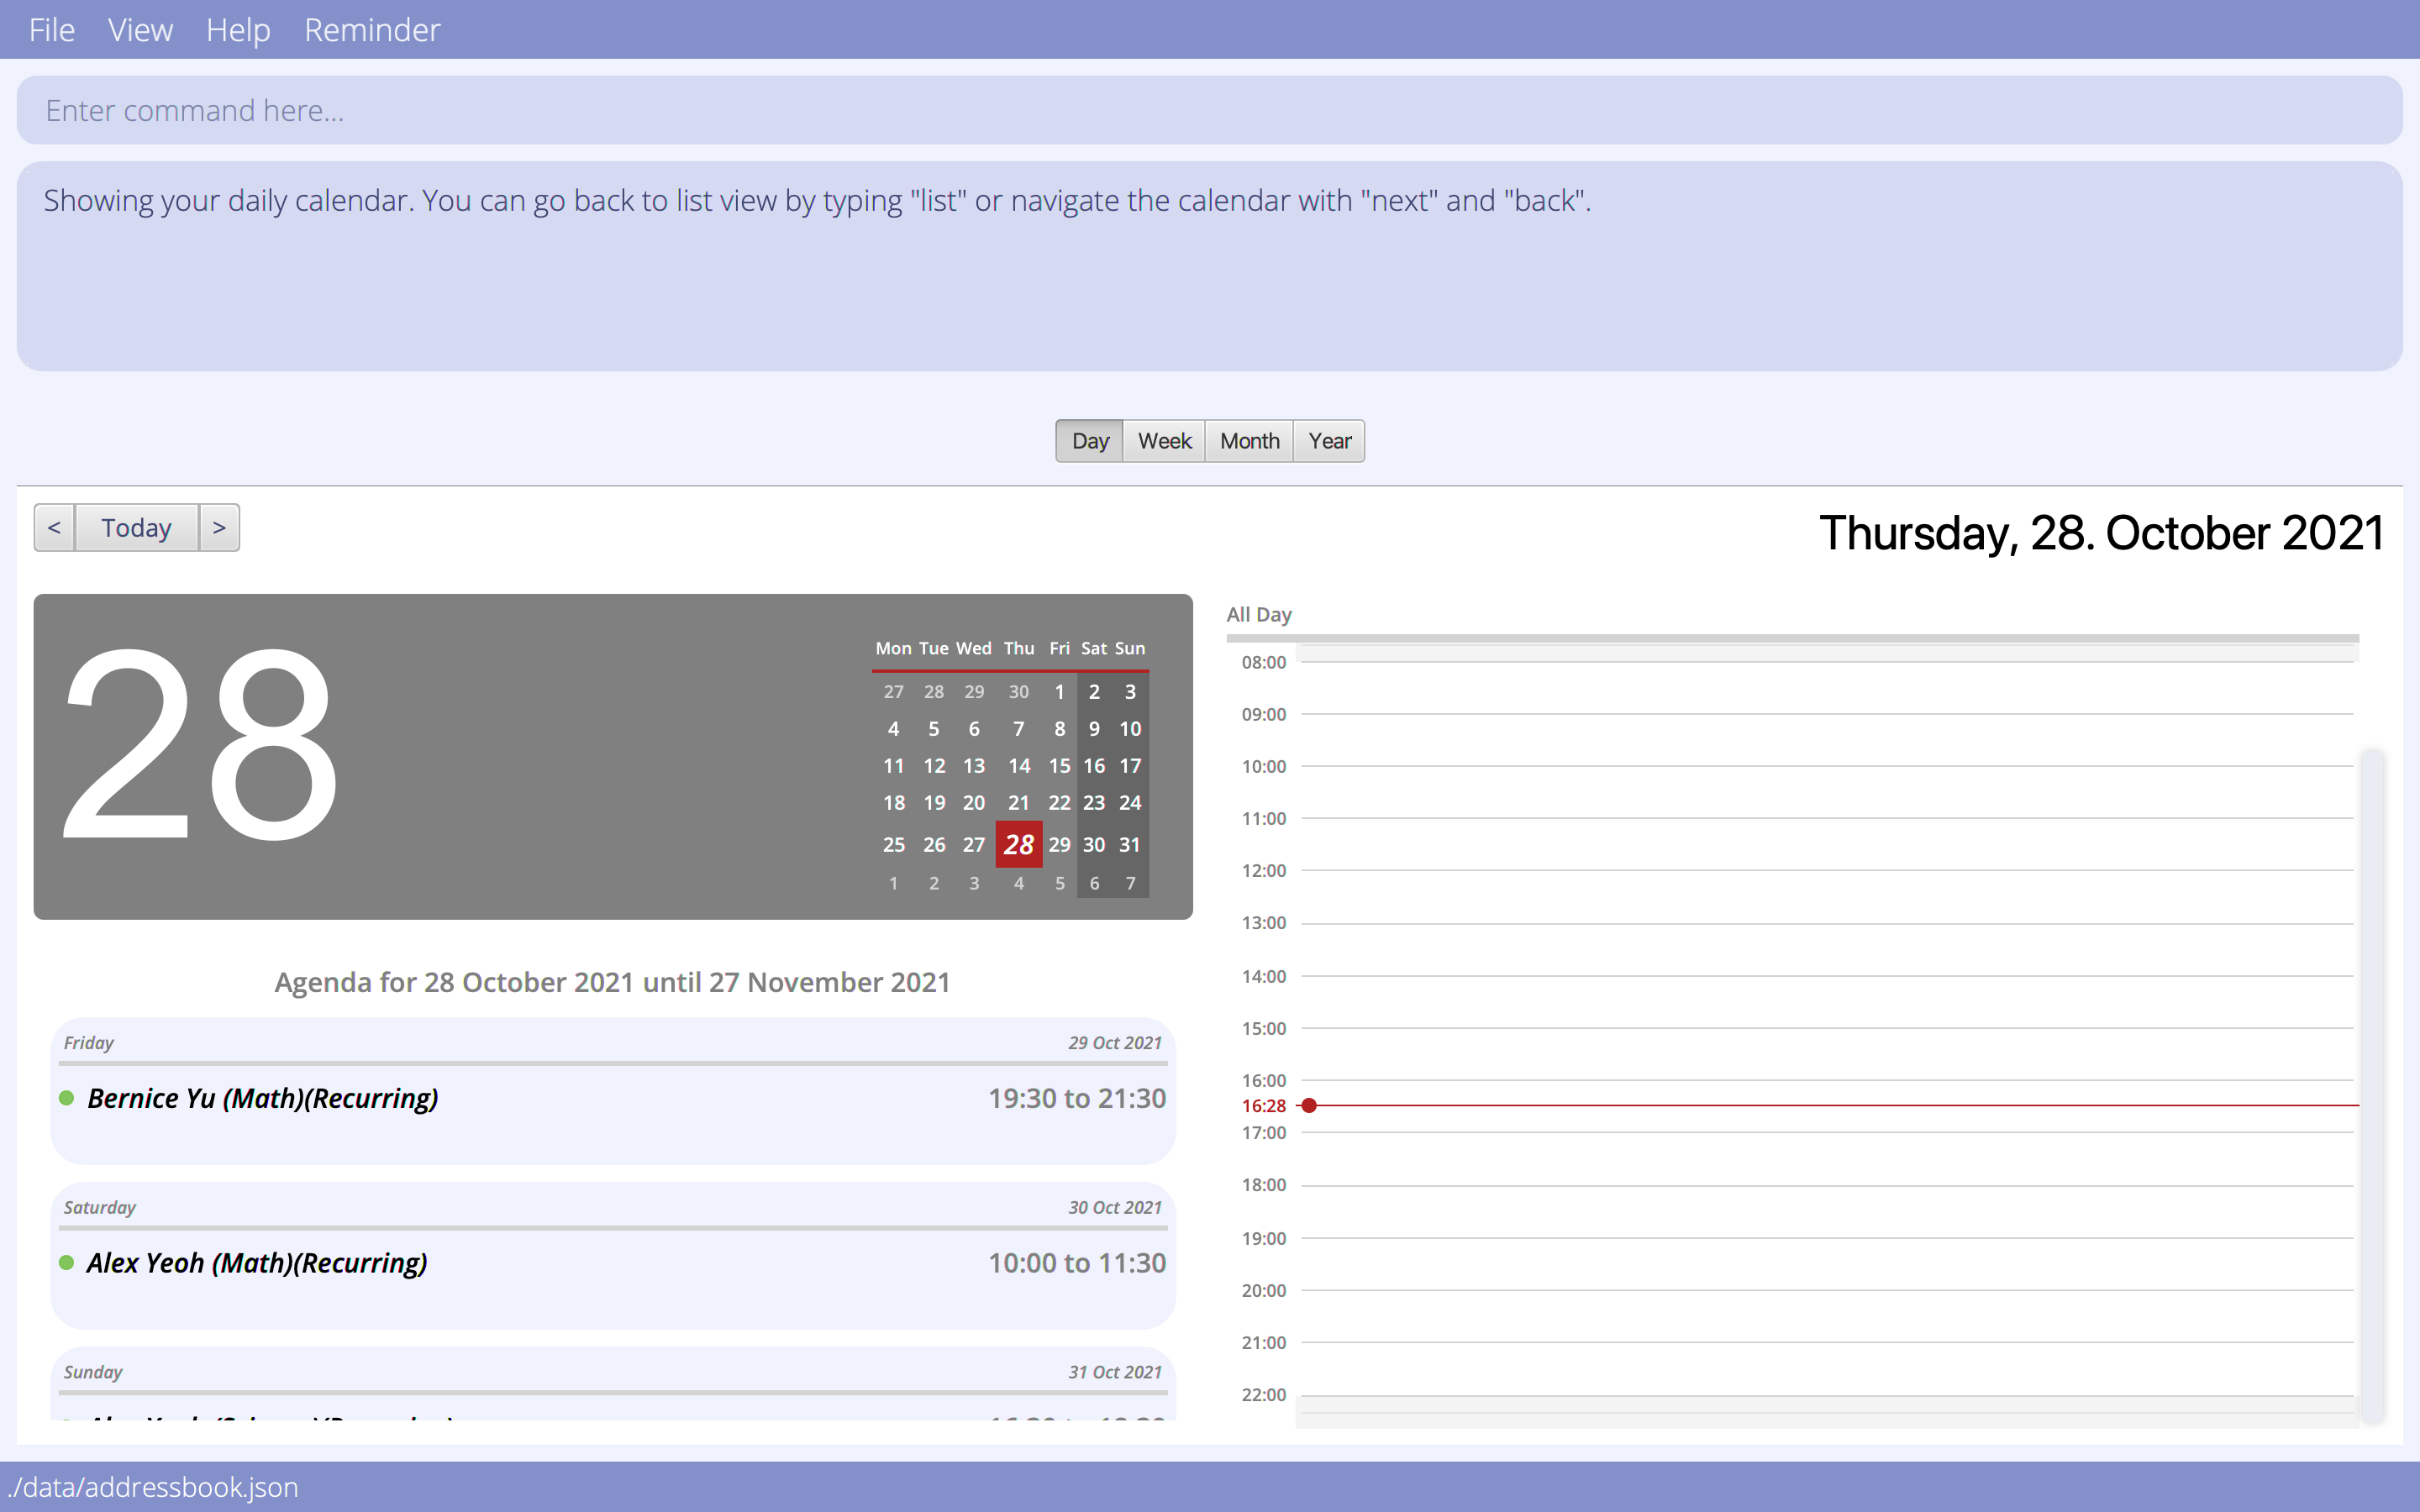 File View Help Reminder
Enter command here...
Showing your daily calendar. You can go back to list view by typing "list" or navigate the calendar with "next" and "back".
Day Week Month Year
< Today >
Thursday, 28. October 2021
28
Mon Tue Wed Thu Fri Sat Sun
27 28 29 30 1 2 3
4 5 6 7 8 9 10
11 12 13 14 15 16 17
18 19 20 21 22 23 24
25 26 27 28 29 30 31
1 2 3 4 5 6 7
Agenda for 28 October 2021 until 27 November 2021
Friday 29 Oct 2021
Bernice Yu (Math)(Recurring) 19:30 to 21:30
Saturday 30 Oct 2021
Alex Yeoh (Math)(Recurring) 10:00 to 11:30
Sunday 31 Oct 2021
All Day
08:00
09:00
10:00
11:00
12:00
13:00
14:00
15:00
16:00
16:28
17:00
18:00
19:00
20:00
21:00
22:00
./data/addressbook.json